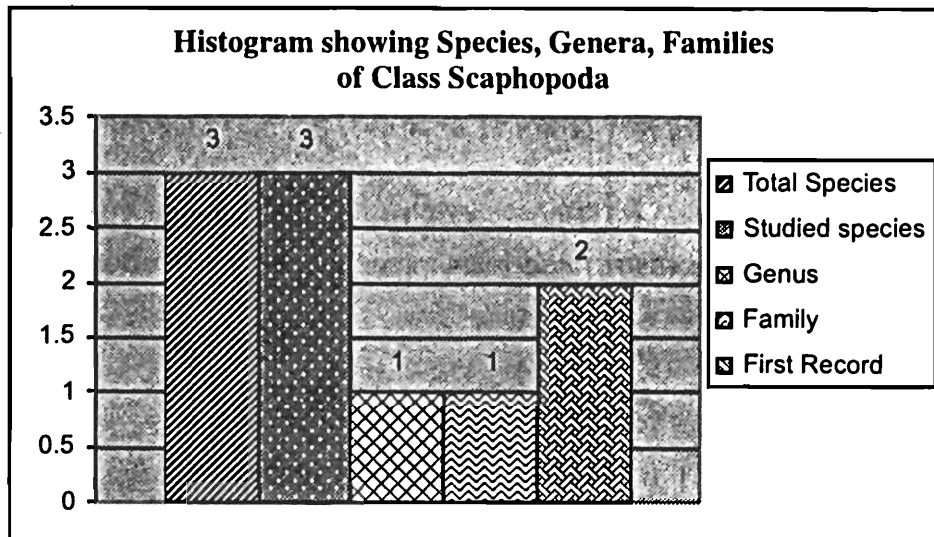 Histogram showing Species, Genera, Families
of Class Scaphopoda
3.5
3
2.5
2
1.5
1
0.5
0
3
3
1
1
2
Total Species
Studied species
Genus
Family
First Record